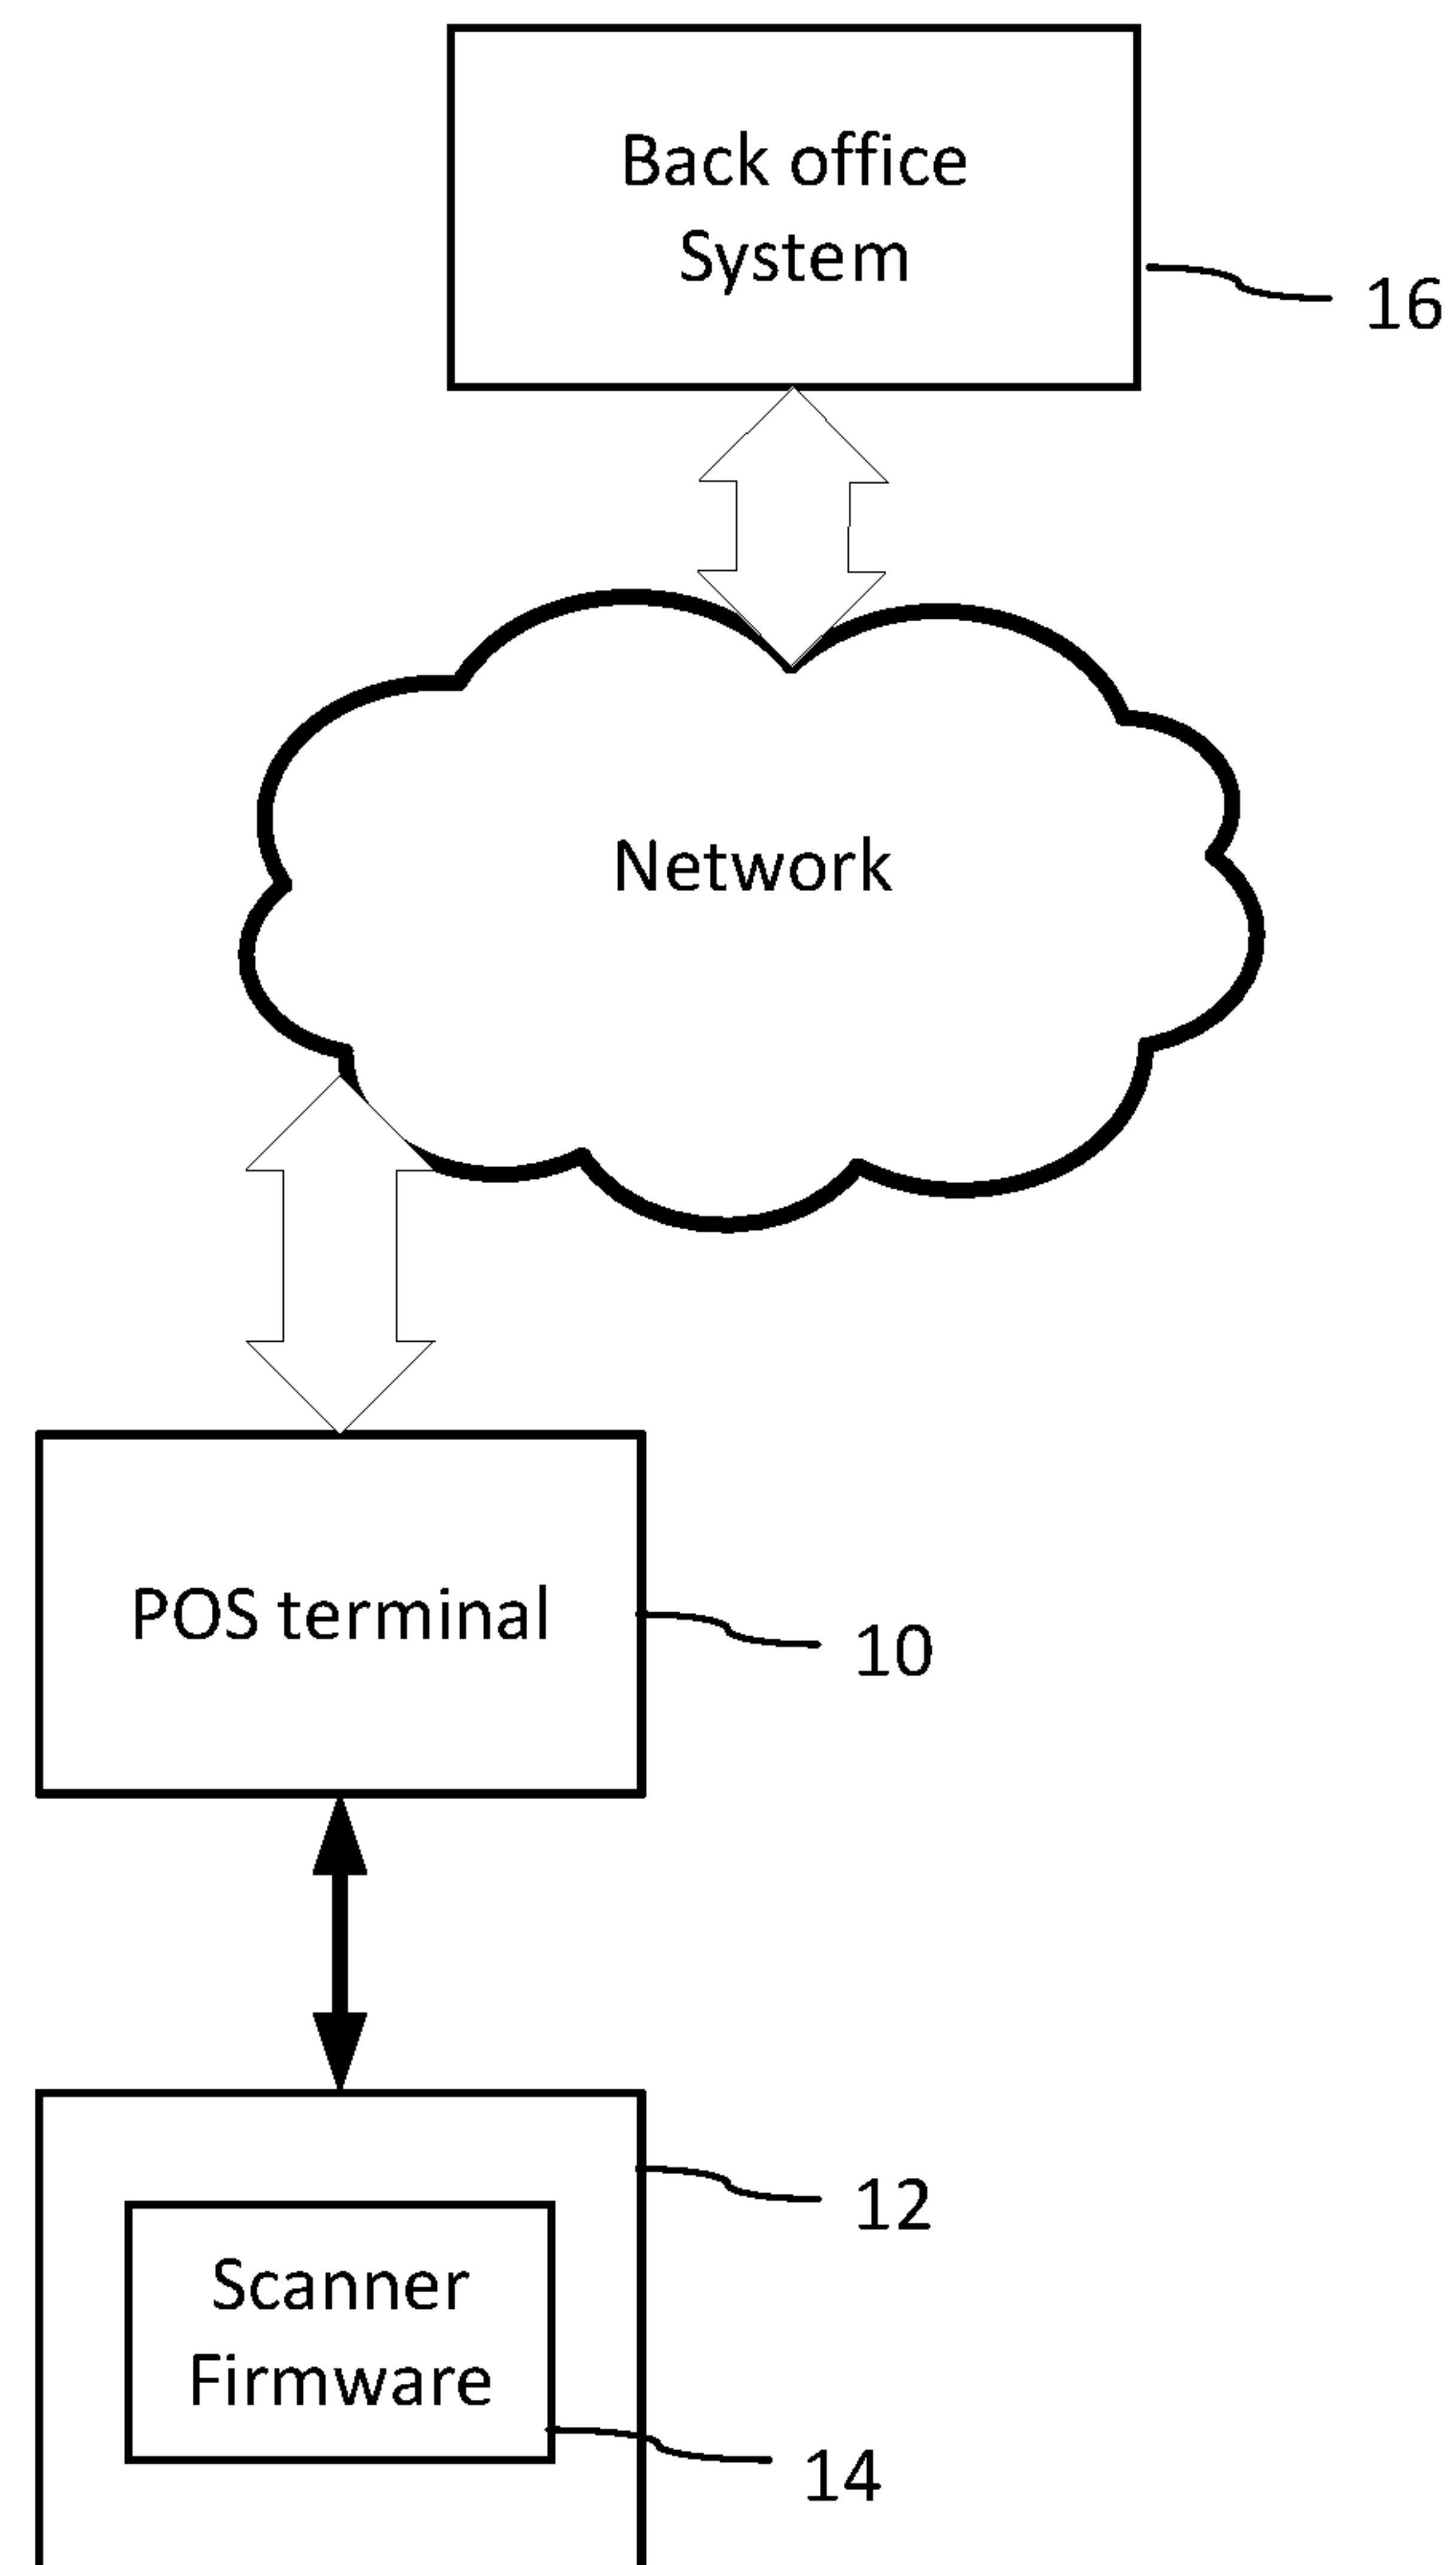 Back office
System
16
Network
POS terminal
10
12
Scanner
Firmware
14